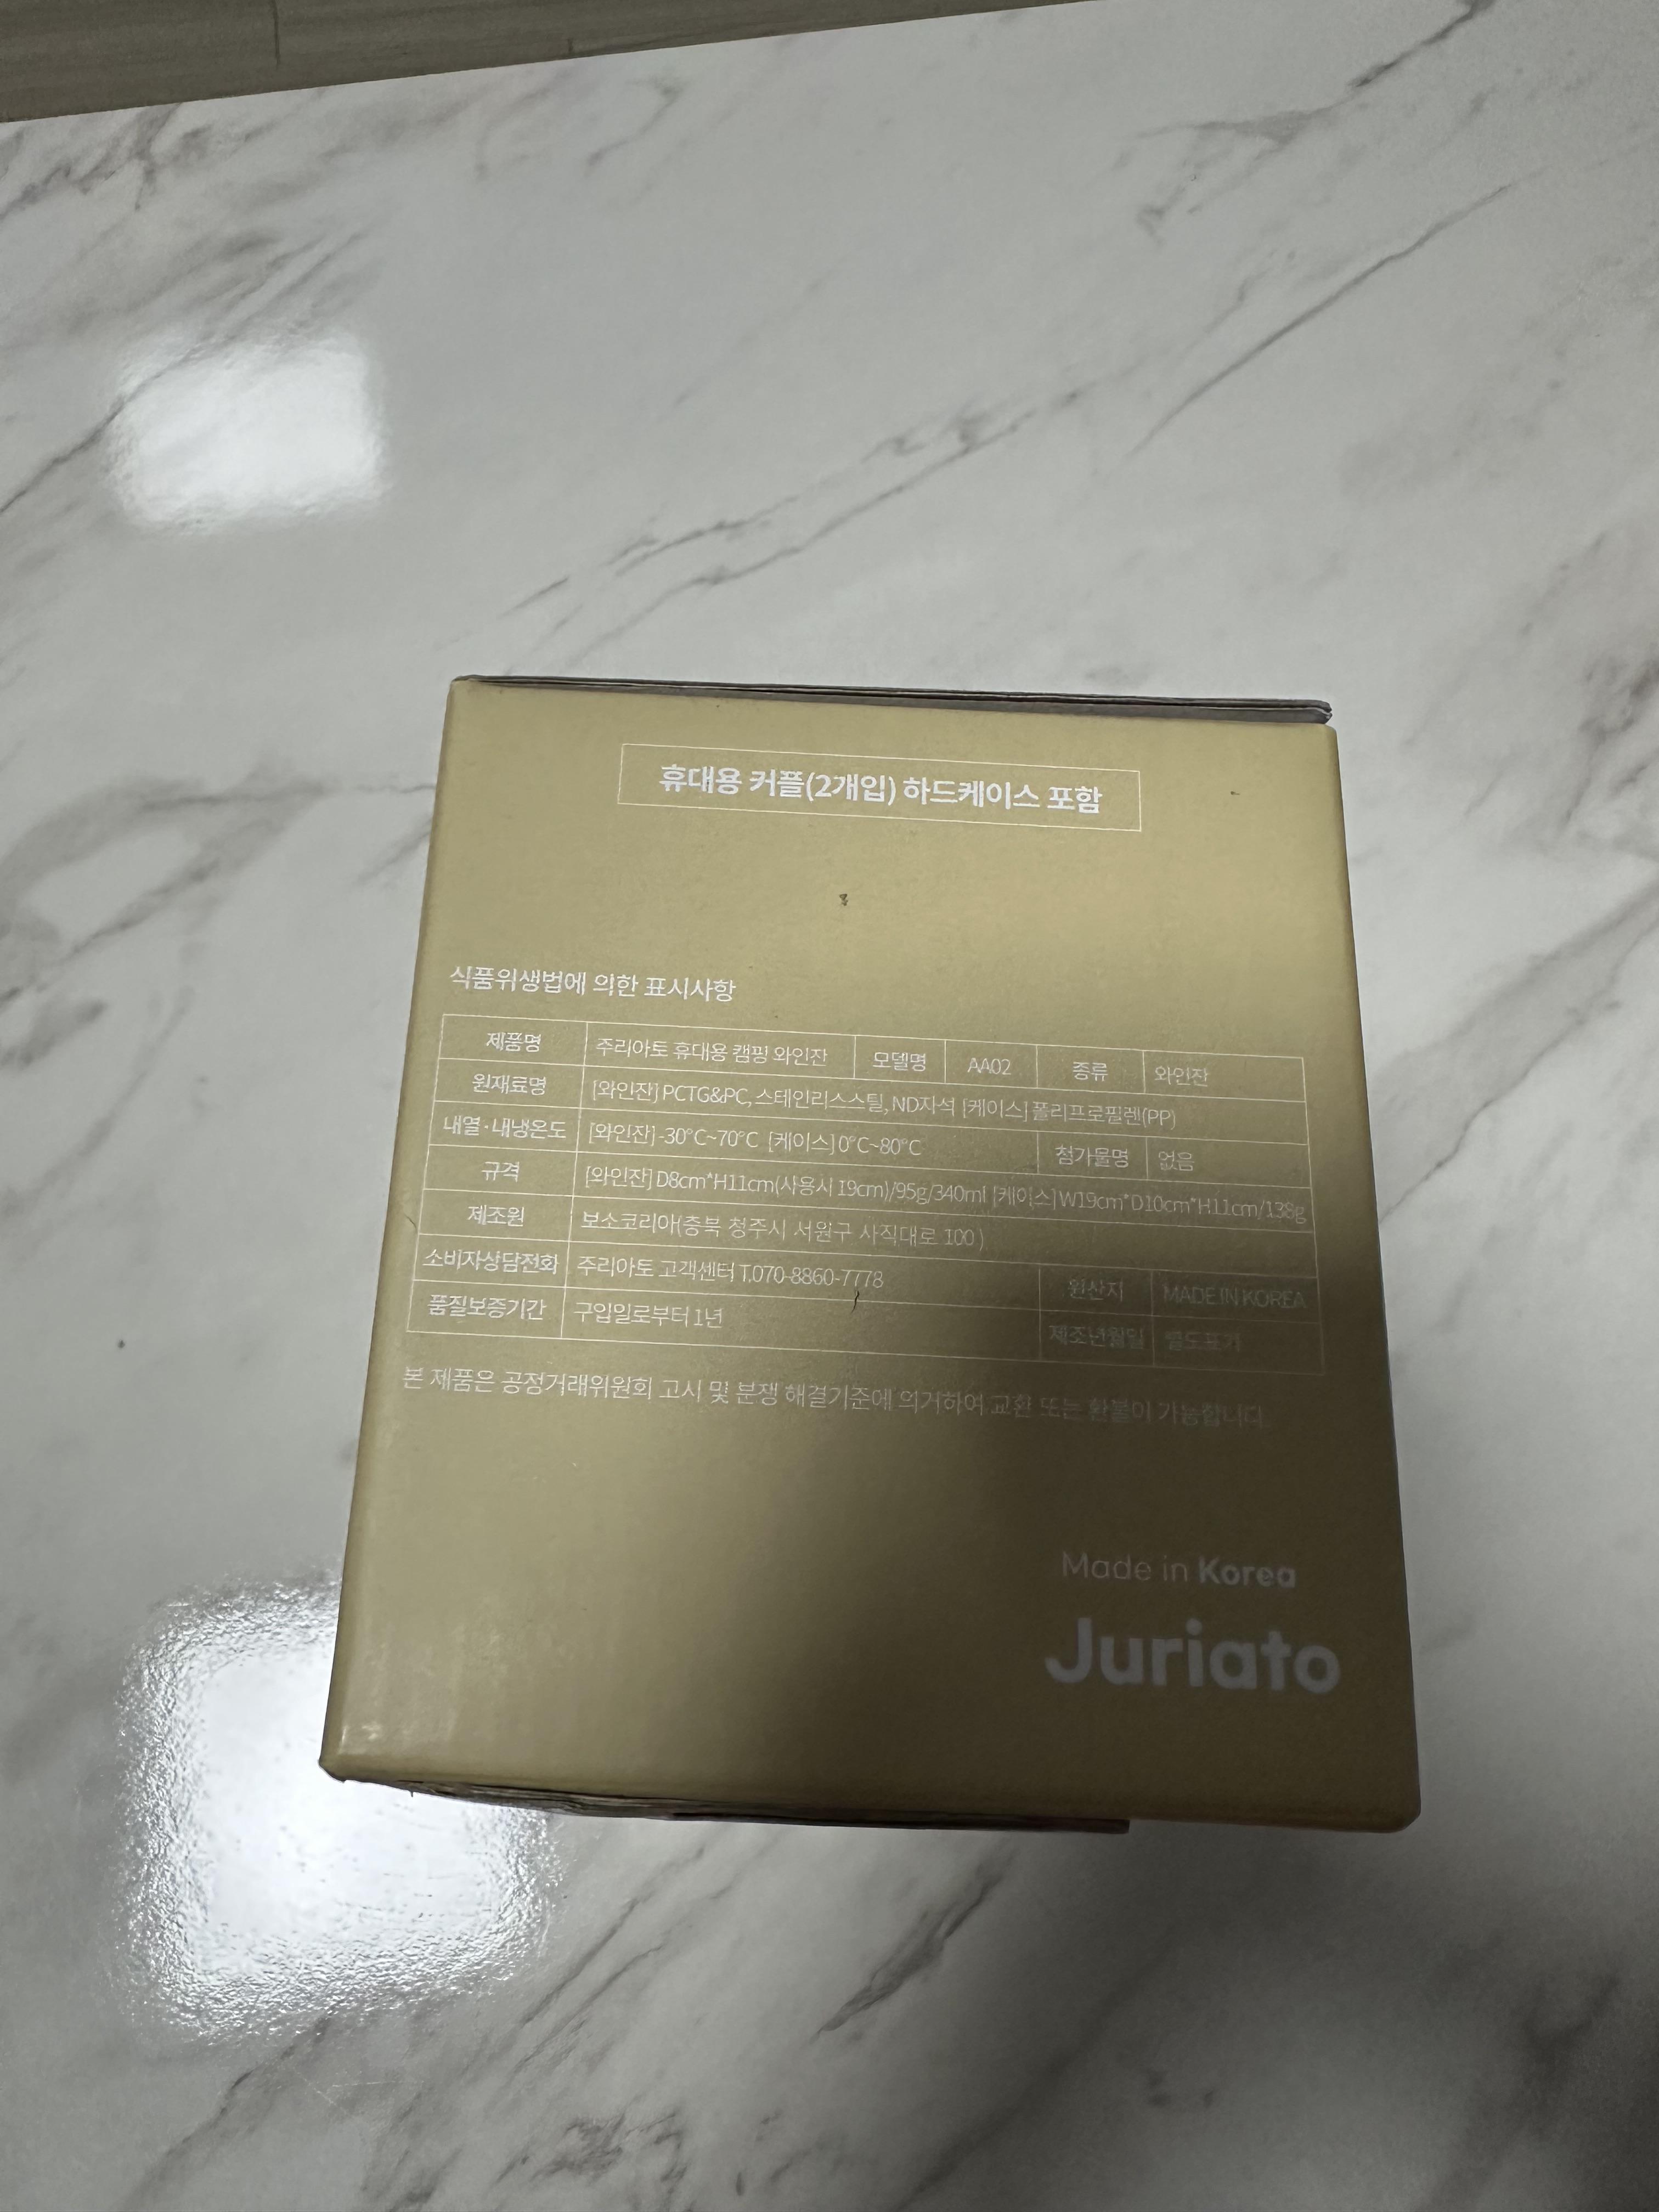 휴대용 커플(2개입) 하드케이스 포함
식품위생법에 의한 표시사항
제품명 주리아토 휴대용 캠핑 와인잔 모델명 AA02 종류 와인잔
원재료명 [와인잔] PCTG&PC, 스테인리스스틸, ND자석 [케이스] 폴리프로필렌(PP)
내열·내냉온도 [와인잔] -30°C~70°C [케이스] 0°C~80°C 첨가물명 없음
규격 [와인잔] D8cm*H11cm(사용시 19cm)/95g/340ml [케이스] W19cm*D10cm*H11cm/138g
제조원 보소코리아(충북 청주시 서원구 사직대로 100 )
소비자상담전화 주리아토 고객센터 T.070-8860-7778 원산지 MADE IN KOREA
품질보증기간 구입일로부터 1년 제조년월일 별도표기
본 제품은 공정거래위원회 고시 및 분쟁 해결기준에 의거하여 교환 또는 환불이 가능합니다.
Made in Korea
Juriato